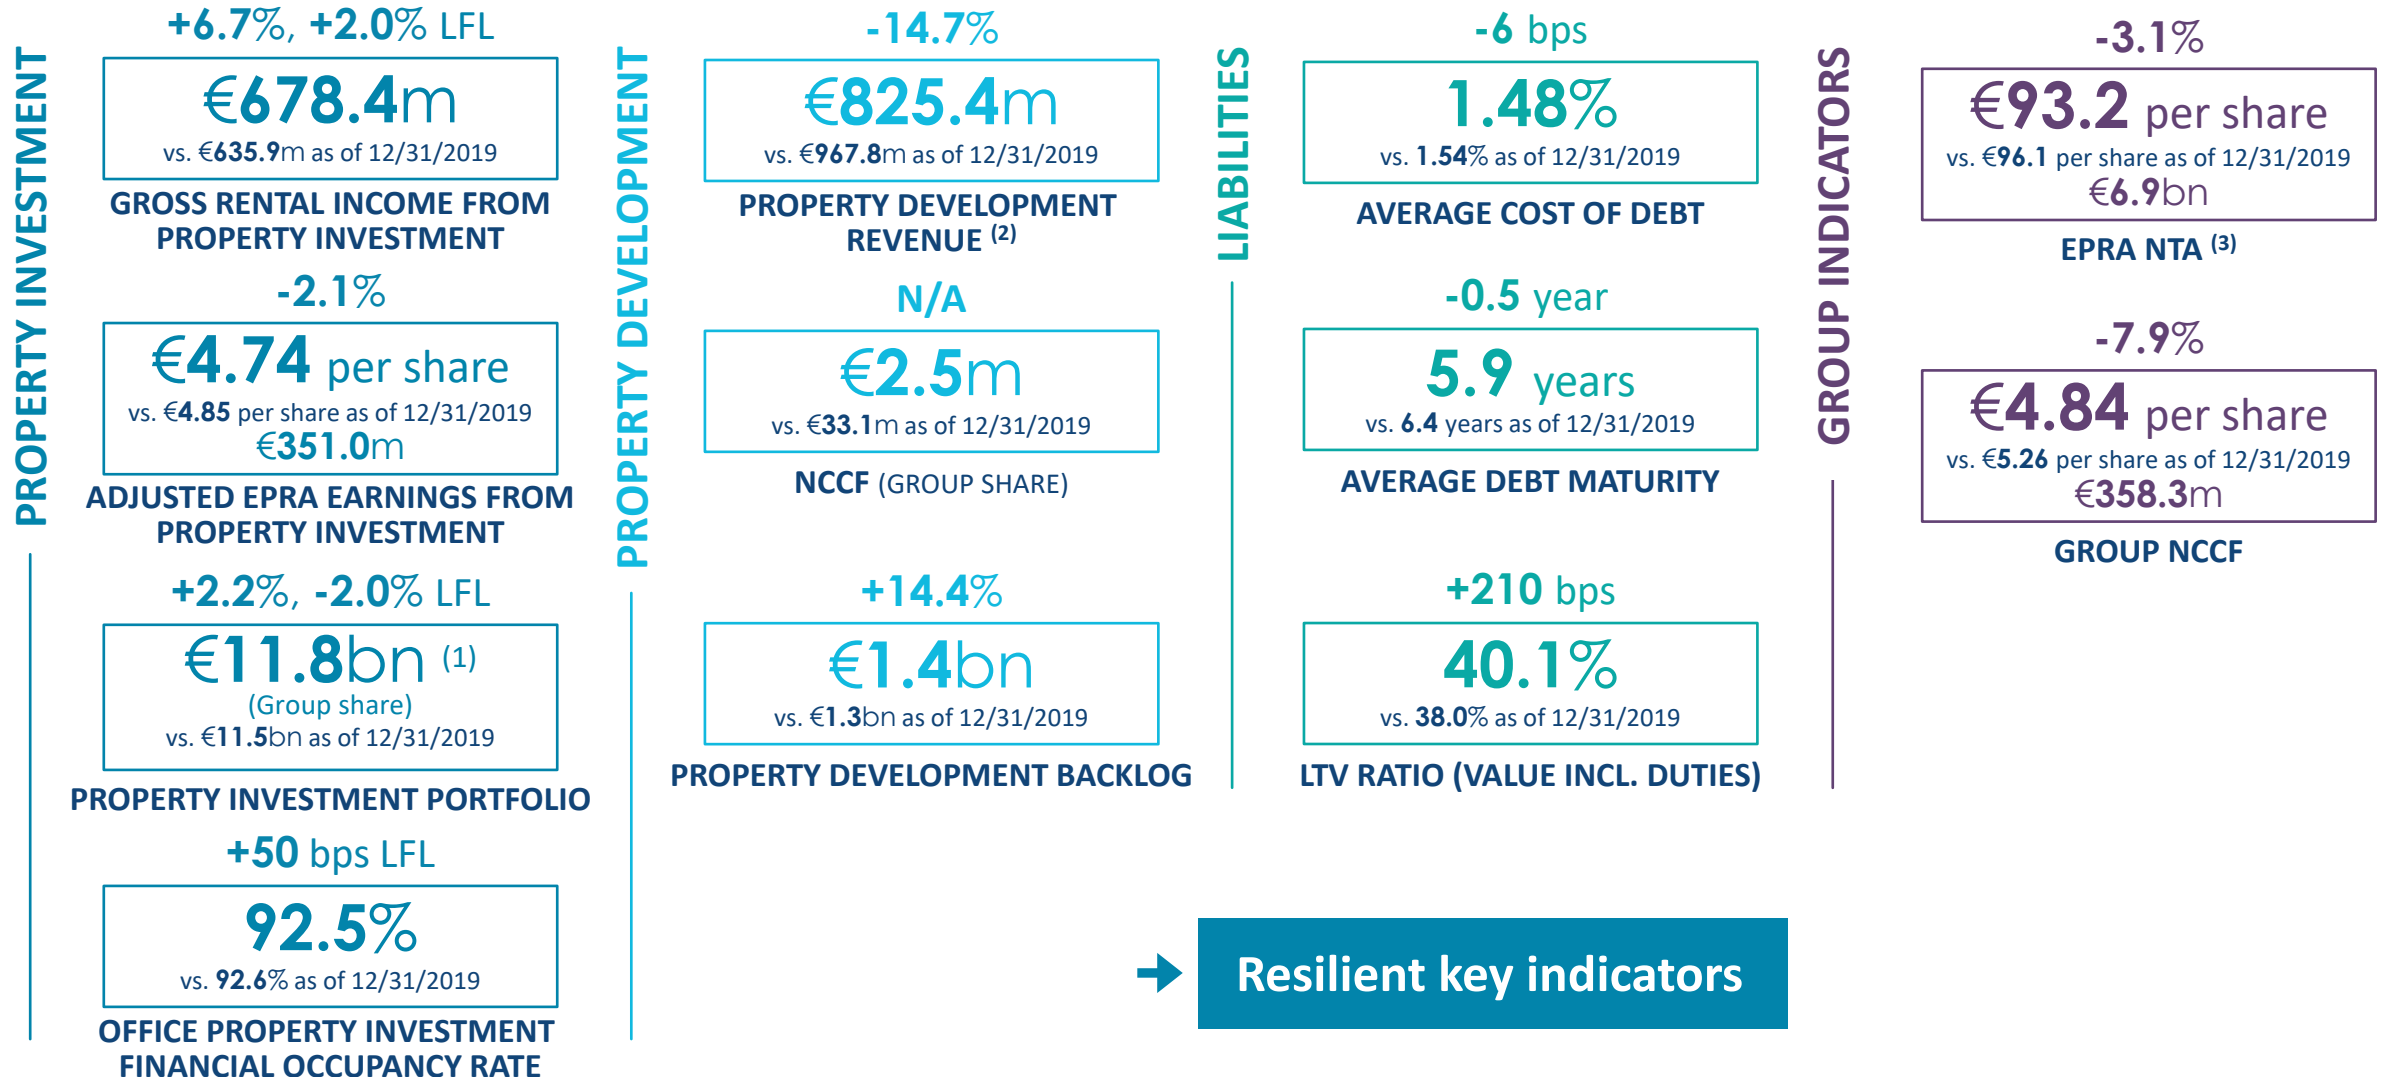 PROPERTY INVESTMENT
+6.7%, +2.0% LFL
€678.4m
vs. €635.9m as of 12/31/2019
GROSS RENTAL INCOME FROM
PROPERTY INVESTMENT
-2.1%
€4.74 per share
vs. €4.85 per share as of 12/31/2019
€351.0m
ADJUSTED EPRA EARNINGS FROM
PROPERTY INVESTMENT
+2.2%, -2.0% LFL
€11.8bn (1)
(Group share)
vs. €11.5bn as of 12/31/2019
PROPERTY INVESTMENT PORTFOLIO
+50 bps LFL
92.5%
vs. 92.6% as of 12/31/2019
OFFICE PROPERTY INVESTMENT
FINANCIAL OCCUPANCY RATE
PROPERTY DEVELOPMENT
-14.7%
€825.4m
vs. €967.8m as of 12/31/2019
PROPERTY DEVELOPMENT
REVENUE (2)
N/A
€2.5m
vs. €33.1m as of 12/31/2019
NCCF (GROUP SHARE)
+14.4%
€1.4bn
vs. €1.3bn as of 12/31/2019
PROPERTY DEVELOPMENT BACKLOG
LIABILITIES
-6 bps
1.48%
vs. 1.54% as of 12/31/2019
AVERAGE COST OF DEBT
-0.5 year
5.9 years
vs. 6.4 years as of 12/31/2019
AVERAGE DEBT MATURITY
+210 bps
40.1%
vs. 38.0% as of 12/31/2019
LTV RATIO (VALUE INCL. DUTIES)
GROUP INDICATORS
-3.1%
€93.2 per share
vs. €96.1 per share as of 12/31/2019
€6.9bn
EPRA NTA (3)
-7.9%
€4.84 per share
vs. €5.26 per share as of 12/31/2019
€358.3m
GROUP NCCF
Resilient key indicators